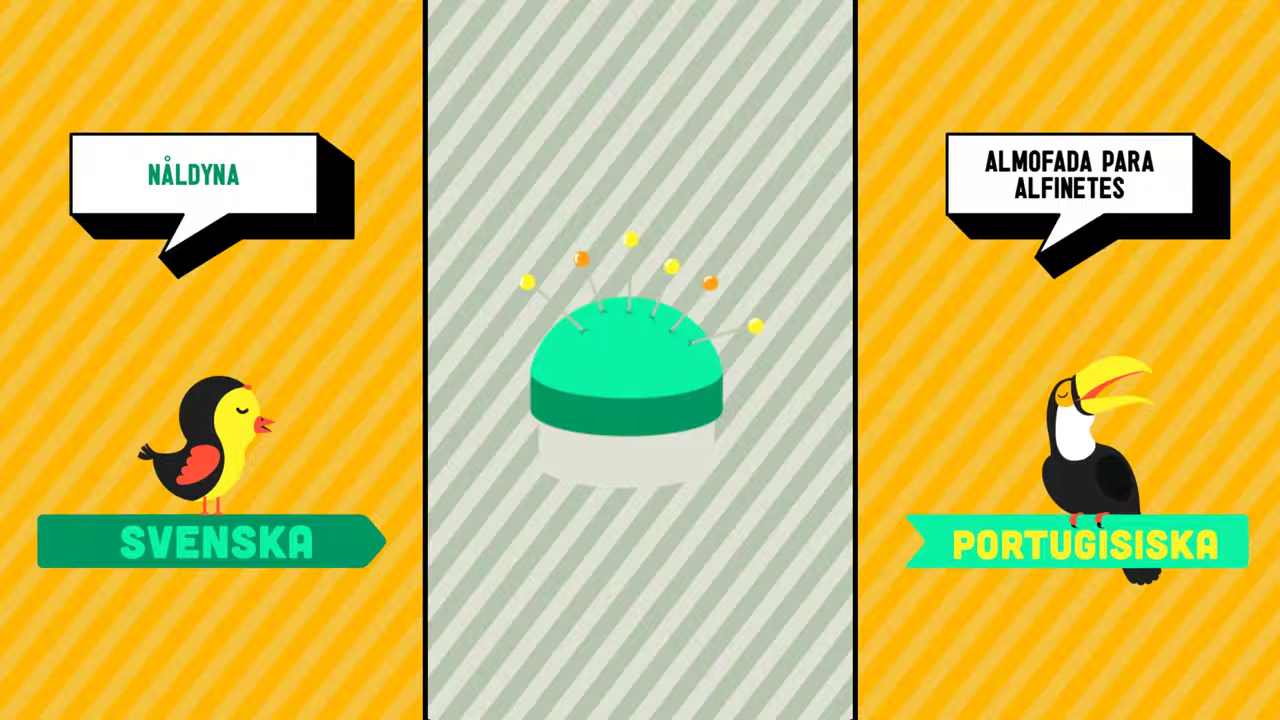 NÅLDYNA
SVENSKA
ALMOFADA PARA
ALFINETES
PORTUGISISKA